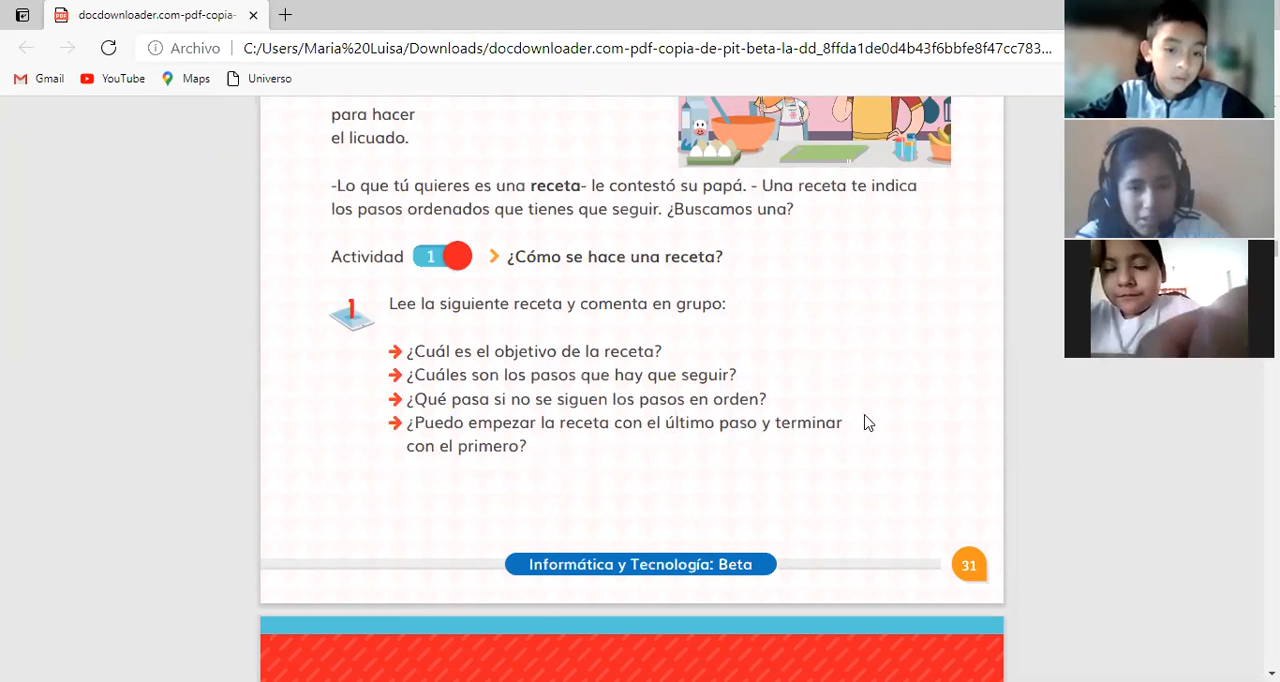 docdownloader.com-pdf-copia-
Archivo
C:/Users/Maria%20Luisa/Downloads/docdownloader.com-pdf-copia-de-pit-beta-la-dd_8ffda1de0d4b43f6bbfe8f47cc783...
Gmail YouTube Maps Universo
para hacer
el licuado.
-Lo que tú quieres es una receta- le contestó su papá. - Una receta te indica
los pasos ordenados que tienes que seguir. ¿Buscamos una?
Actividad 1 ¿Cómo se hace una receta?
1 Lee la siguiente receta y comenta en grupo:
¿Cuál es el objetivo de la receta?
¿Cuáles son los pasos que hay que seguir?
¿Qué pasa si no se siguen los pasos en orden?
¿Puedo empezar la receta con el último paso y terminar
con el primero?
Informática y Tecnología: Beta
31